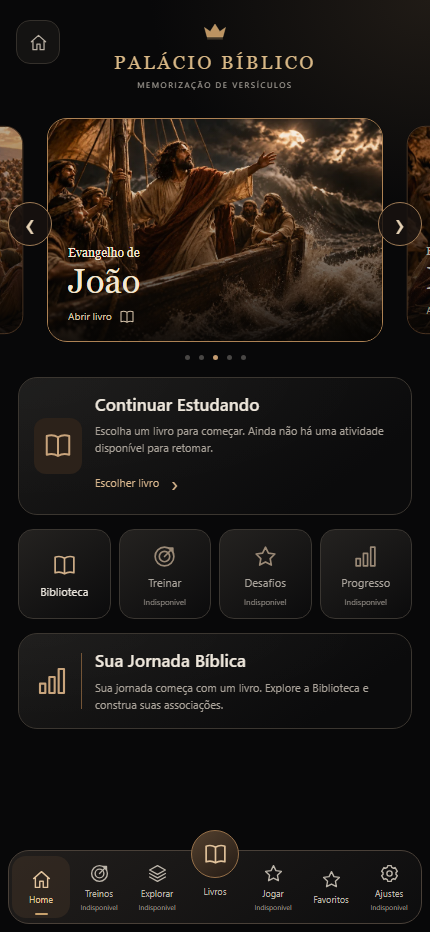 PALÁCIO BÍBLICO
MEMORIZAÇÃO DE VERSÍCULOS
Evangelho de
João
Abrir livro
Continuar Estudando
Escolha um livro para começar. Ainda não há uma atividade
disponível para retomar.
Escolher livro
Biblioteca
Treinar
Indisponível
Desafios
Indisponível
Progresso
Indisponível
Sua Jornada Bíblica
Sua jornada começa com um livro. Explore a Biblioteca e
construa suas associações.
Home
Treinos
Indisponível
Explorar
Indisponível
Livros
Jogar
Indisponível
Favoritos
Ajustes
Indisponível